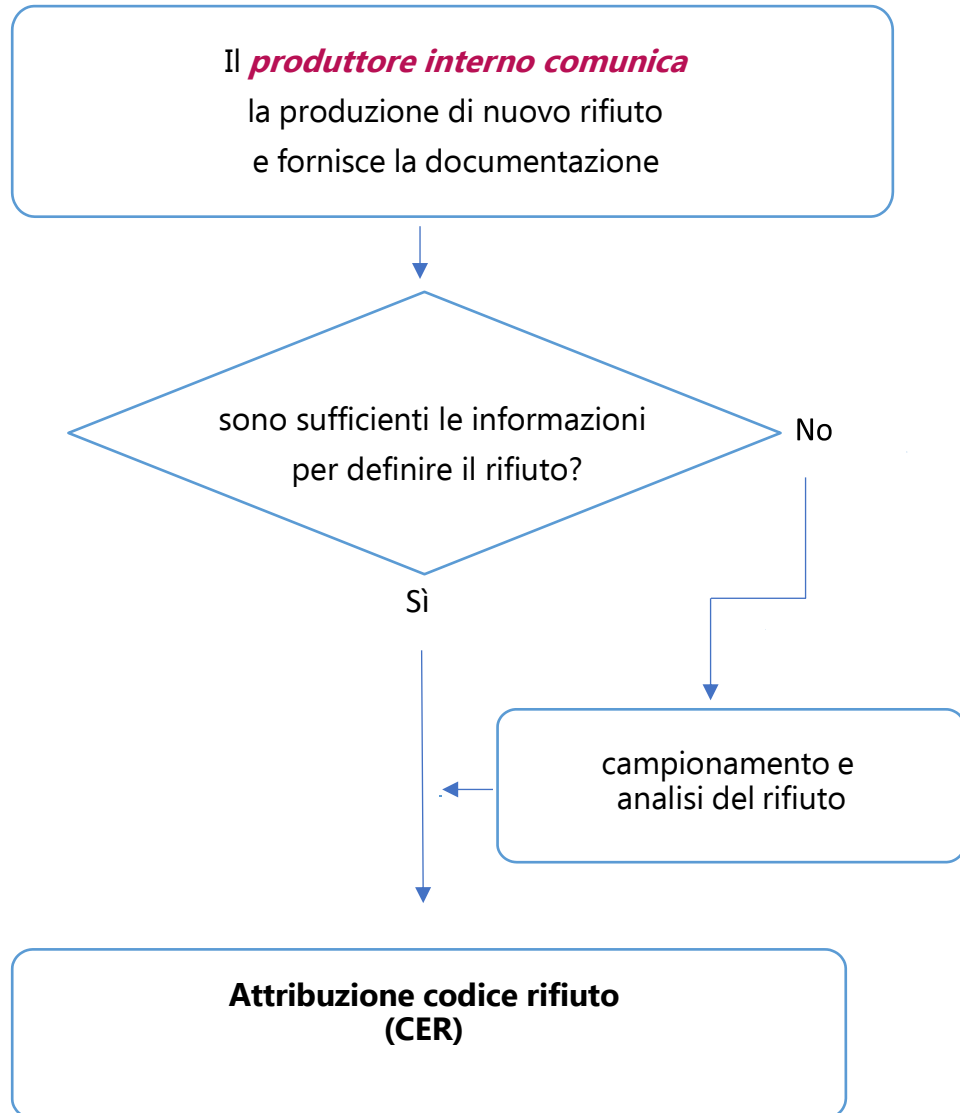 Il produttore interno comunica
la produzione di nuovo rifiuto
e fornisce la documentazione
sono sufficienti le informazioni
per definire il rifiuto?
No
Sì
campionamento e
analisi del rifiuto
Attribuzione codice rifiuto
(CER)